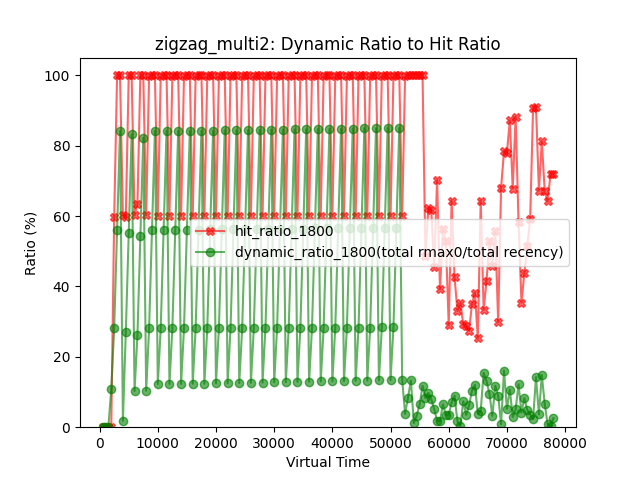 zigzag_multi2: Dynamic Ratio to Hit Ratio
100
80
60
40
20
0
Ratio (%)
hit_ratio_1800
dynamic_ratio_1800(total rmax0/total recency)
0 10000 20000 30000 40000 50000 60000 70000 80000
Virtual Time